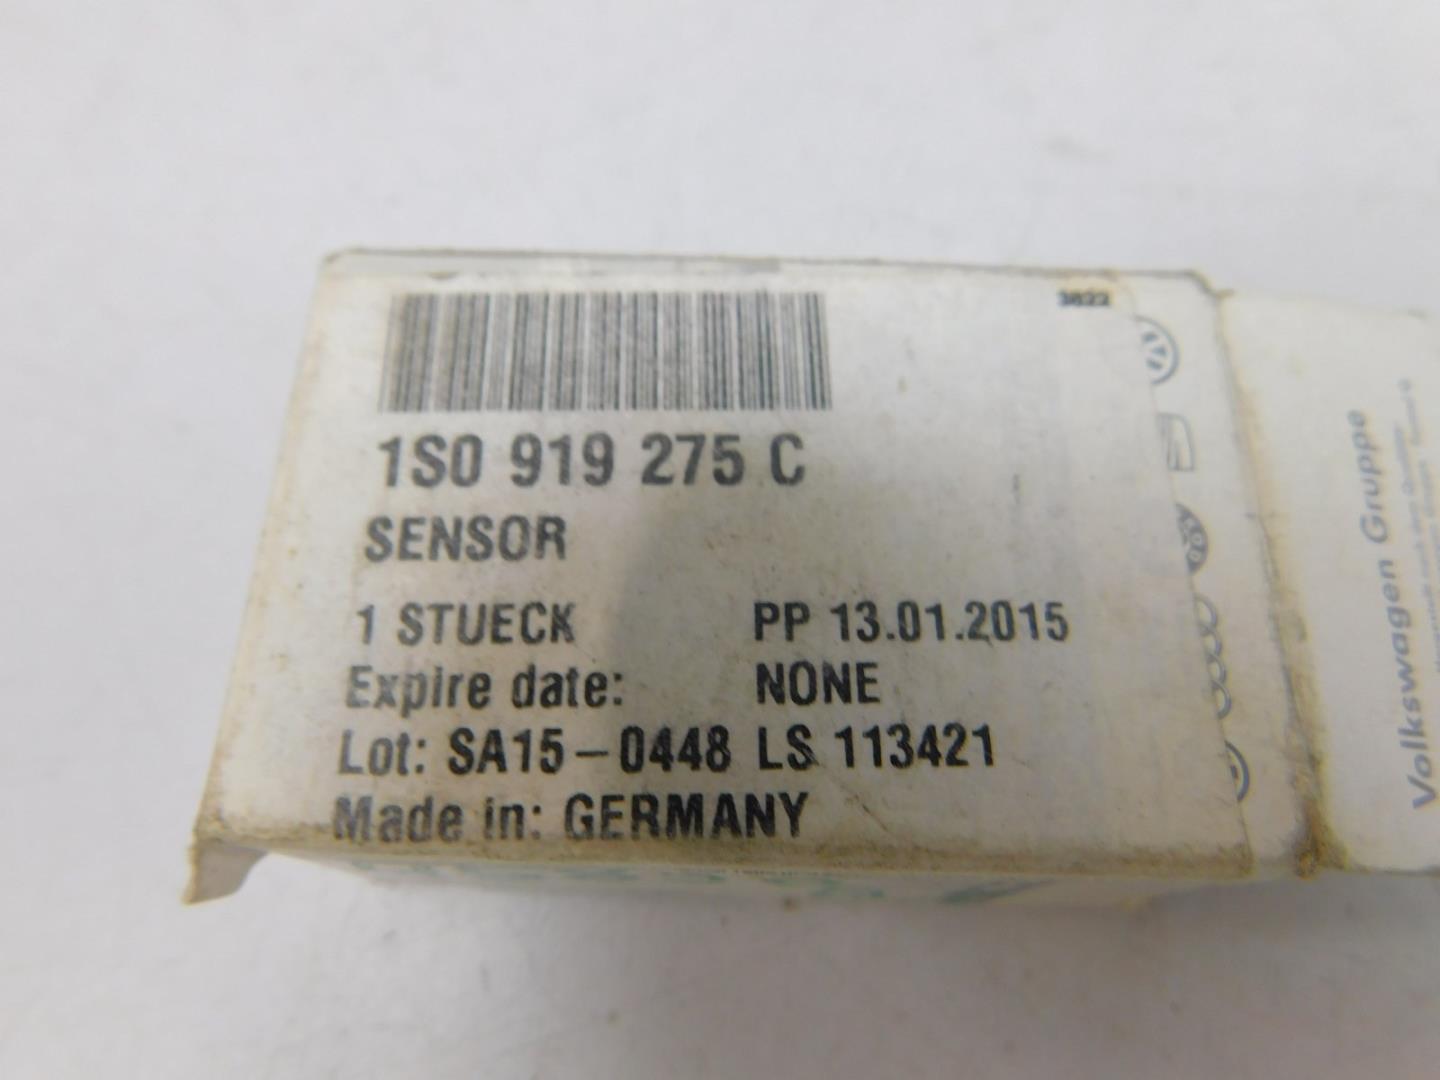 3822
1S0 919 275 C
SENSOR
1 STUECK PP 13.01.2015
Expire date: NONE
Lot: SA15-0448 LS 113421
Made in: GERMANY
Volkswagen Gruppe